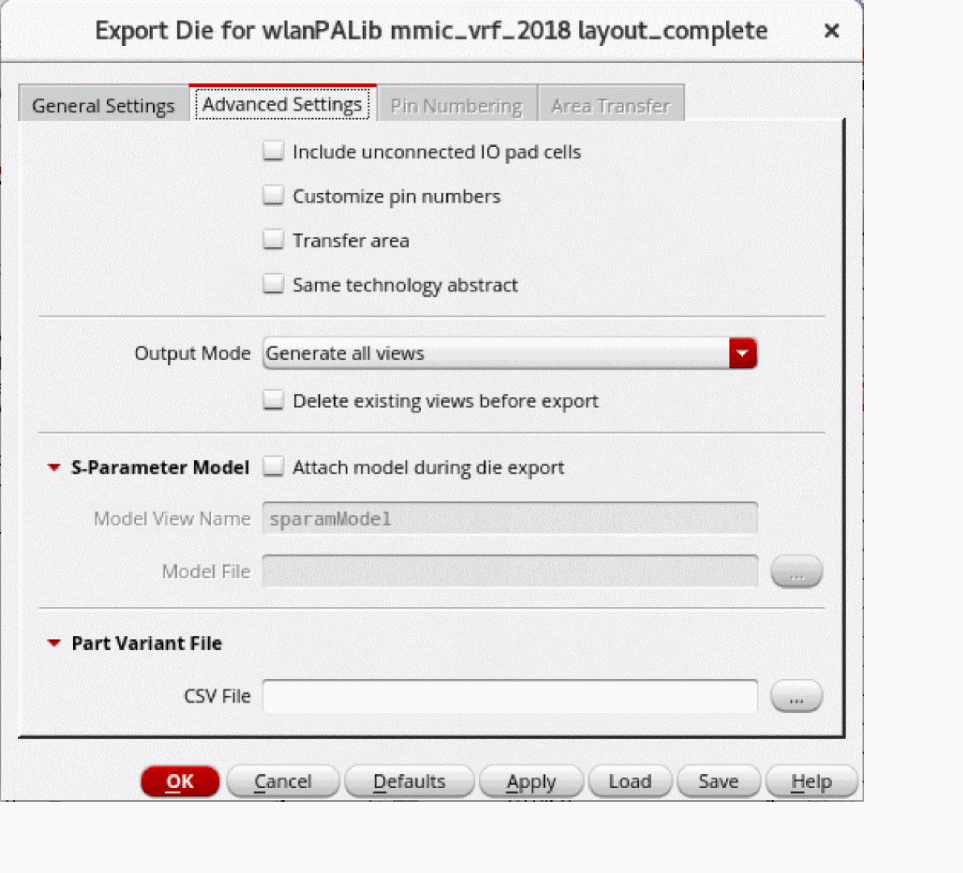 Export Die for wlanPALib mmic_vrf_2018 layout_complete ×
General Settings Advanced Settings Pin Numbering Area Transfer
Include unconnected IO pad cells
Customize pin numbers
Transfer area
Same technology abstract
Output Mode Generate all views
Delete existing views before export
S-Parameter Model Attach model during die export
Model View Name sparamModel
Model File ...
Part Variant File
CSV File ...
OK Cancel Defaults Apply Load Save Help